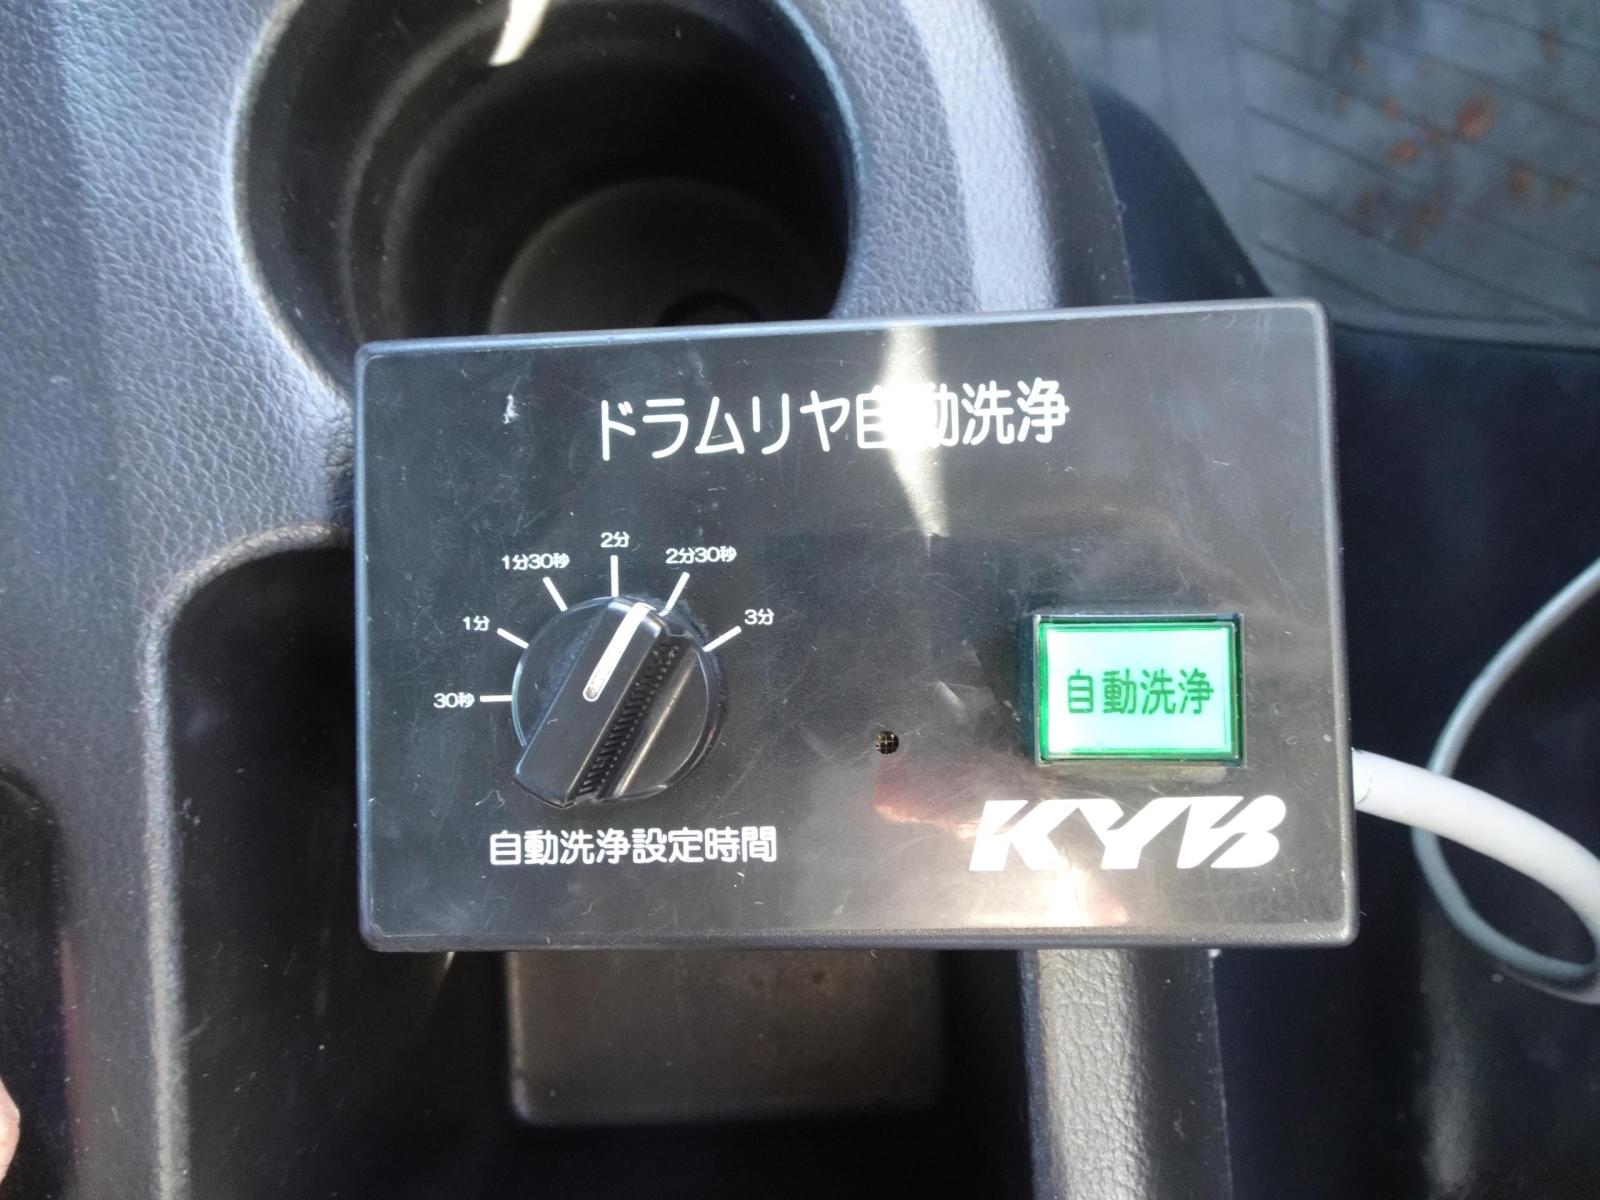 ドラムリヤ自動洗浄
2分
1分30秒
2分30秒
1分
3分
30秒
自動洗浄
自動洗浄設定時間
KYB